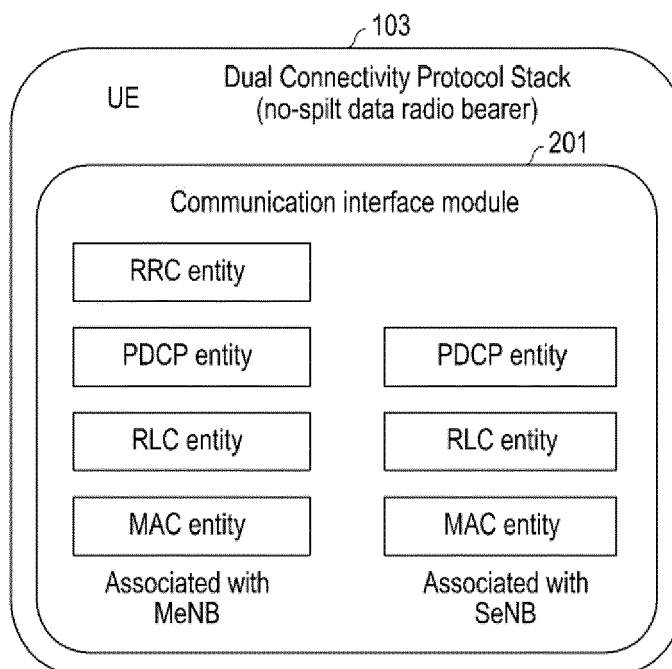 103
UE
Dual Connectivity Protocol Stack
(no-spilt data radio bearer)
201
Communication interface module
RRC entity
PDCP entity
PDCP entity
RLC entity
RLC entity
MAC entity
MAC entity
Associated with
MeNB
Associated with
SeNB